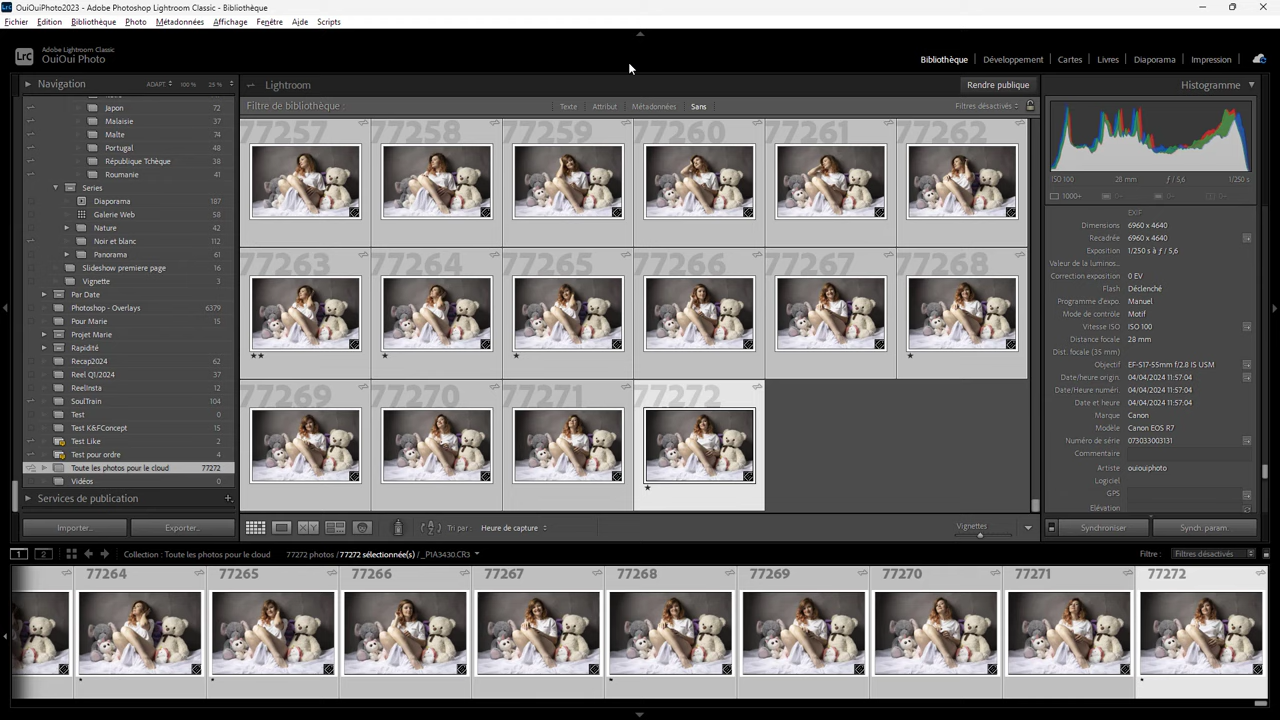 OuiOuiPhoto2023 - Adobe Photoshop Lightroom Classic - Bibliothèque
Fichier Edition Bibliothèque Photo Métadonnées Affichage Fenêtre Aide Scripts
Lrc Adobe Lightroom Classic
OuiOui Photo
Bibliothèque Développement Cartes Livres Diaporama Impression
Navigation ADAPT 100 % 25 %
Japon 72
Malaisie 37
Malte 74
Portugal 48
République Tchèque 61
Roumanie 41
Series
Diaporama 187
Galerie Web 58
Nature 42
Noir et blanc 112
Panorama 61
Slideshow premiere page 16
Vignette 3
Par Date
Photoshop - Overlays 6379
Pour Marie 15
Projet Marie
Rapidité
Recap2024 62
Reel Q1/2024 37
ReelInsta 2
SoulTrain 104
Test 0
Test K&FConcept 15
Test Like 2
Test pour ordre 4
Toute les photos pour le cloud 77272
Vidéos 0
Services de publication
Importer... Exporter...
Lightroom Rendre publique
Filtre de bibliothèque : Texte Attribut Métadonnées Sans Filtres désactivés
77257 77258 77259 77260 77261 77262
77263 77264 77265 77266 77267 77268
77269 77270 77271 77272
Tri par : Heure de capture Vignettes
Histogramme
ISO 100 28 mm ƒ / 5,6 1/250 s
1000+
EXIF
Dimensions 6960 x 4640
Recadrée 6960 x 4640
Exposition 1/250 s à ƒ / 5,6
Valeur de la luminos...
Correction exposition 0 EV
Flash Déclenché
Programme d'expo. Manuel
Mode de contrôle Motif
Vitesse ISO ISO 100
Distance focale 28 mm
Dist. focale (35 mm)
Objectif EF-S17-55mm f/2.8 IS USM
Date/heure origin. 04/04/2024 11:57:04
Date/Heure numéri. 04/04/2024 11:57:04
Date et heure 04/04/2024 11:57:04
Marque Canon
Modèle Canon EOS R7
Numéro de série 073033003131
Commentaire
Artiste ouiouiphoto
Logiciel
GPS
Elévation
Synchroniser Synch. param.
1 2 Collection : Toute les photos pour le cloud 77272 photos / 77272 sélectionnée(s) / _P1A3430.CR3 Filtre : Filtres désactivés
77264 77265 77266 77267 77268 77269 77270 77271 77272